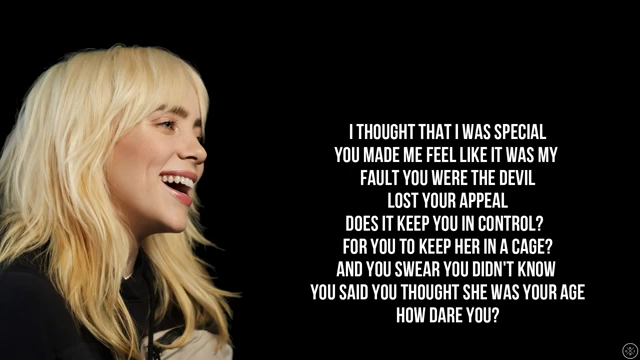 I THOUGHT THAT I WAS SPECIAL
YOU MADE ME FEEL LIKE IT WAS MY
FAULT YOU WERE THE DEVIL
LOST YOUR APPEAL
DOES IT KEEP YOU IN CONTROL?
FOR YOU TO KEEP HER IN A CAGE?
AND YOU SWEAR YOU DIDN'T KNOW
YOU SAID YOU THOUGHT SHE WAS YOUR AGE
HOW DARE YOU?